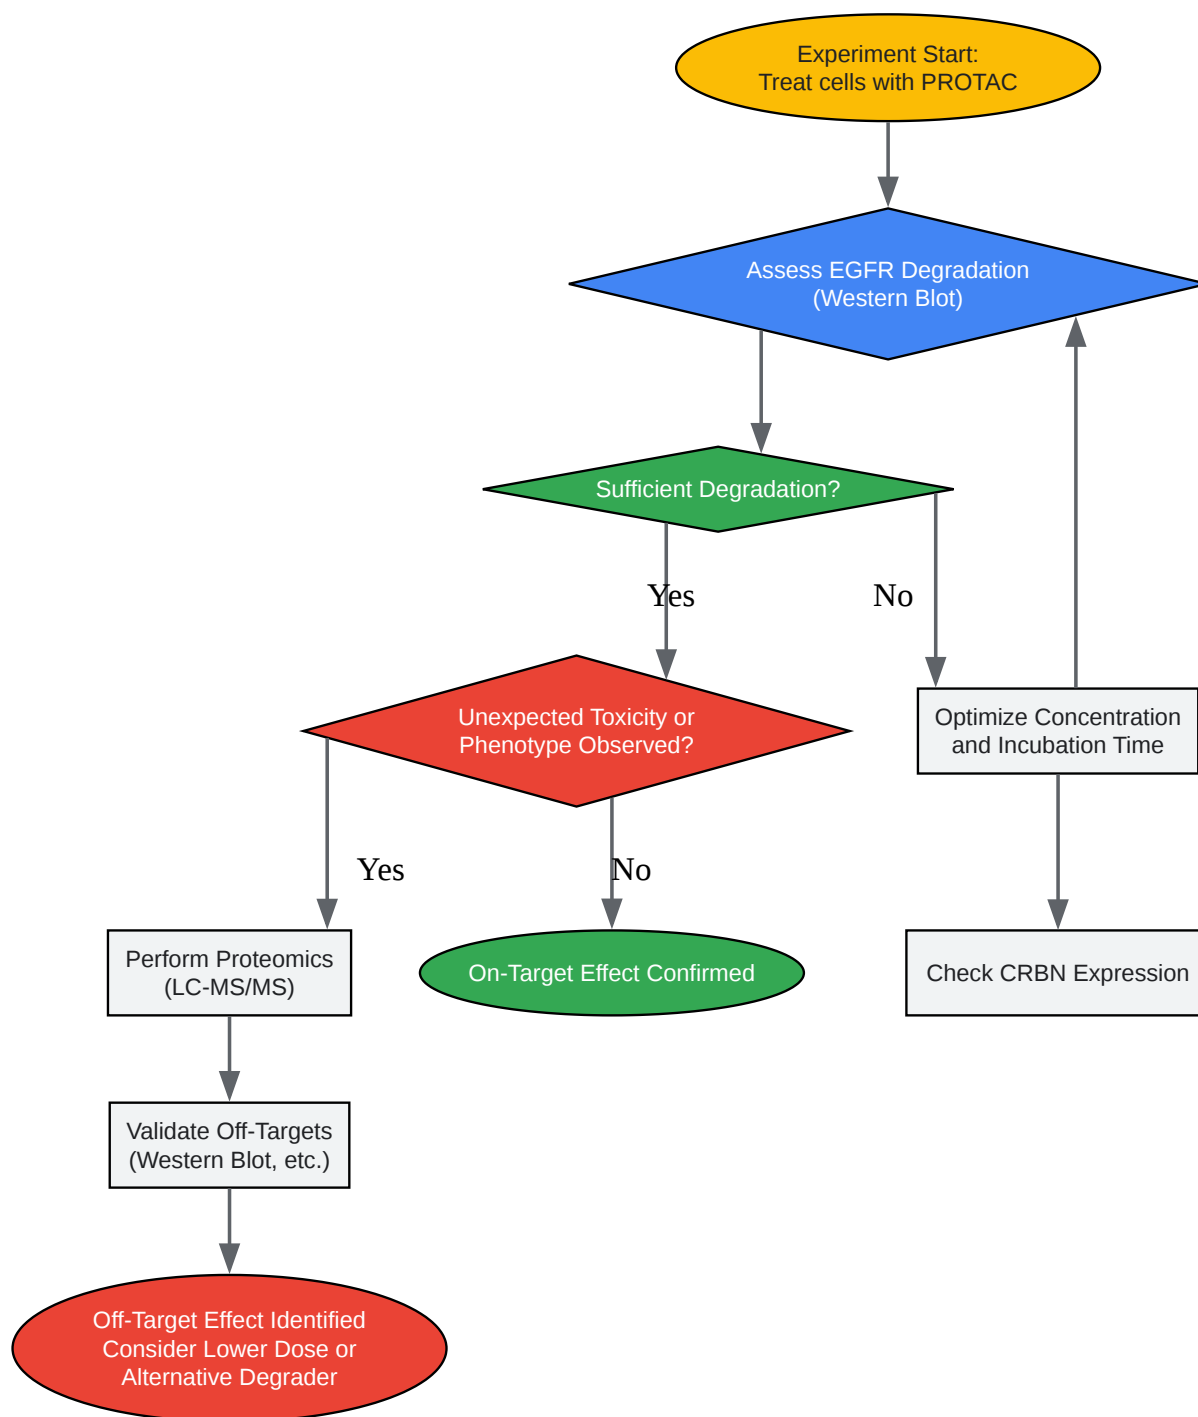 Experiment Start:
Treat cells with PROTAC
Assess EGFR Degradation
(Western Blot)
Sufficient Degradation?
Yes
No
Unexpected Toxicity or
Phenotype Observed?
Optimize Concentration
and Incubation Time
Yes
No
Perform Proteomics
(LC-MS/MS)
On-Target Effect Confirmed
Check CRBN Expression
Validate Off-Targets
(Western Blot, etc.)
Off-Target Effect Identified
Consider Lower Dose or
Alternative Degrader